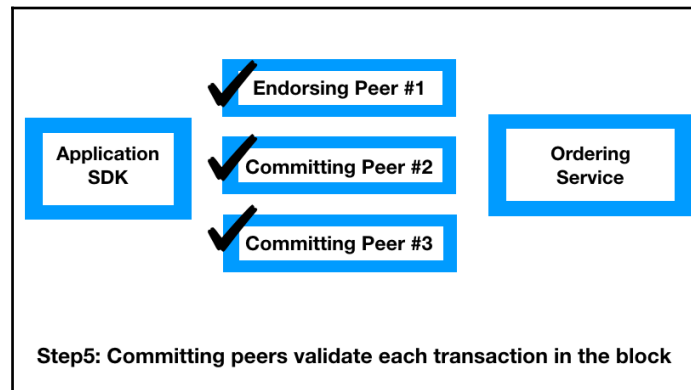 Endorsing Peer #1
Application
SDK
Committing Peer #2
Ordering
Service
Committing Peer #3
Step5: Committing peers validate each transaction in the block